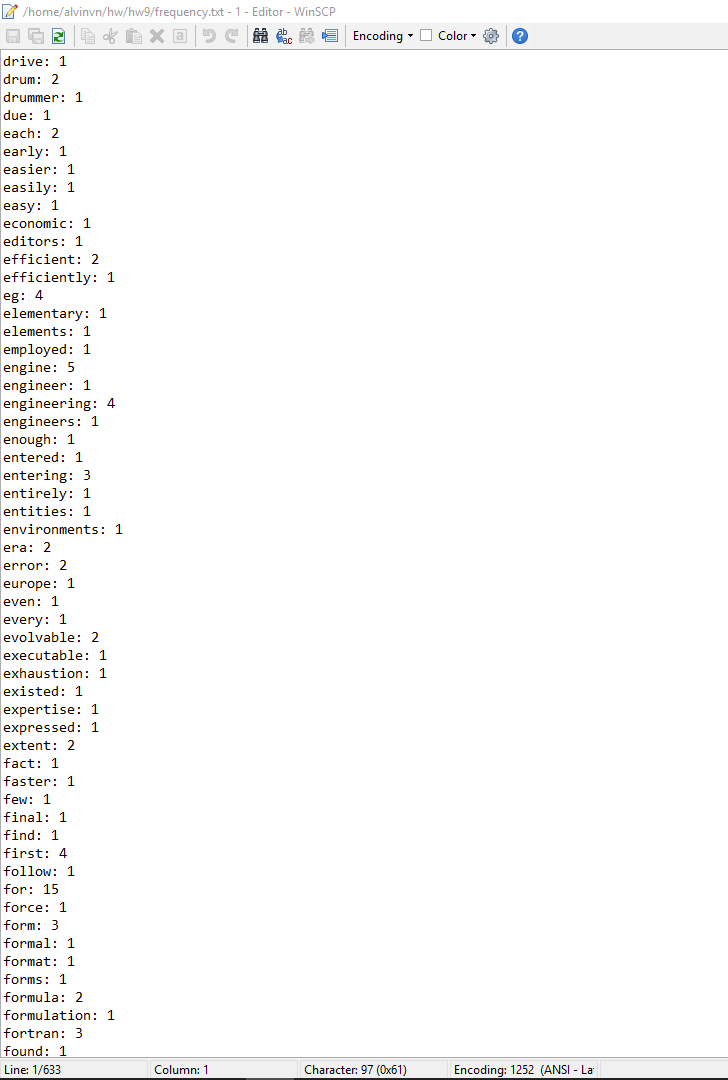 /home/alvinvn/hw/hw9/frequency.txt - 1 - Editor - WinSCP
Encoding Color
drive: 1
drum: 2
drummer: 1
due: 1
each: 2
early: 1
easier: 1
easily: 1
easy: 1
economic: 1
editors: 1
efficient: 2
efficiently: 1
eg: 4
elementary: 1
elements: 1
employed: 1
engine: 5
engineer: 1
engineering: 4
engineers: 1
enough: 1
entered: 1
entering: 3
entirely: 1
entities: 1
environments: 1
era: 2
error: 2
europe: 1
even: 1
every: 1
evolvable: 2
executable: 1
exhaustion: 1
existed: 1
expertise: 1
expressed: 1
extent: 2
fact: 1
faster: 1
few: 1
final: 1
find: 1
first: 4
follow: 1
for: 15
force: 1
form: 3
formal: 1
format: 1
forms: 1
formula: 2
formulation: 1
fortran: 3
found: 1
Line: 1/633 Column: 1 Character: 97 (0x61) Encoding: 1252 (ANSI - La